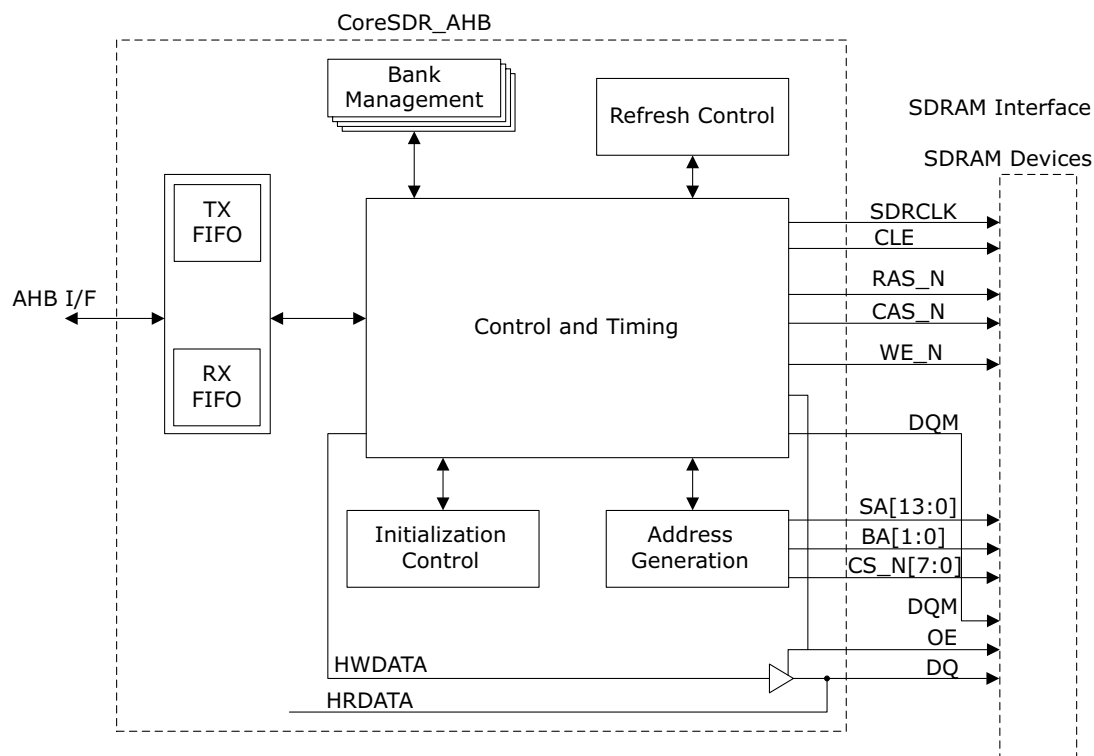 CoreSDR_AHB
Bank
Management
Refresh Control
SDRAM Interface
SDRAM Devices
TX
FIFO
SDRCLK
CLE
RAS_N
AHB I/F
CAS_N
Control and Timing
WE_N
RX
FIFO
DQM
SA[13:0]
Initialization
Control
Address
Generation
BA[1:0]
CS_N[7:0]
DQM
OE
HWDATA
DQ
HRDATA